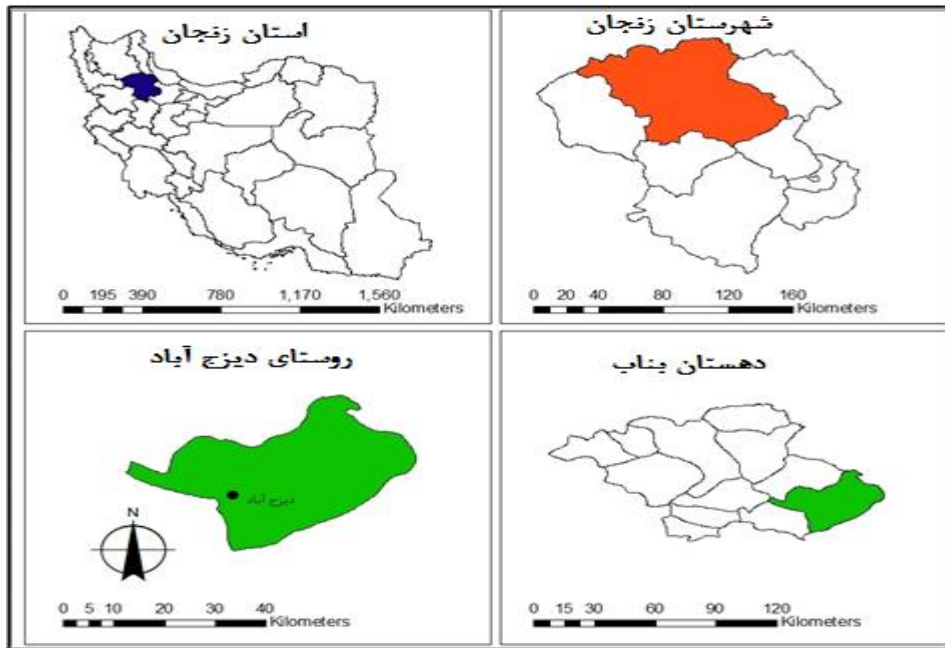 استان زنجان
0 195 390 780 1,170 1,560
Kilometers
شهرستان زنجان
0 20 40 80 120 160
Kilometers
روستای دیزج آباد
دیزج آباد
N
0 5 10 20 30 40
Kilometers
دهستان بناب
0 15 30 60 90 120
Kilometers